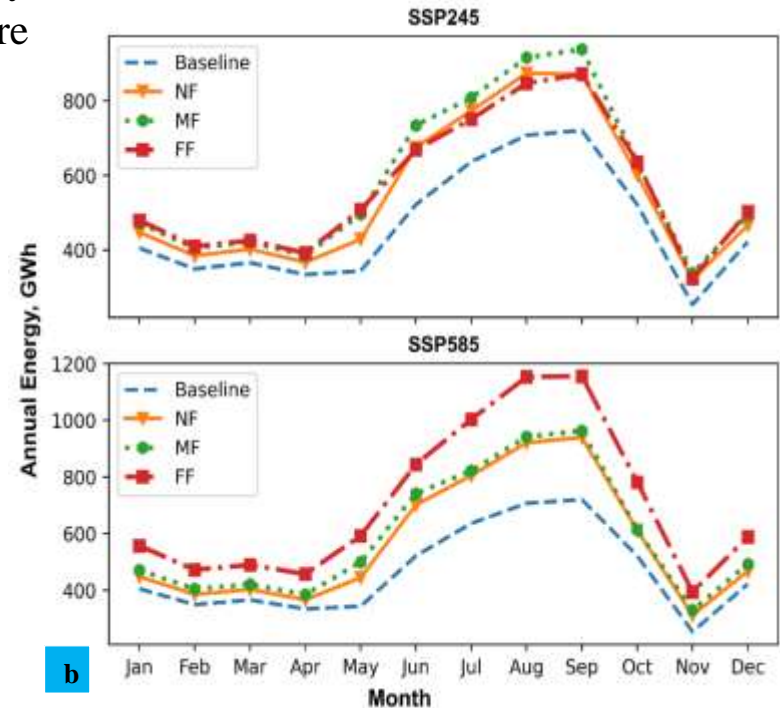 re
SSP245
Baseline
NF
MF
FF
800
600
400
Annual Energy, GWh
SSP585
Baseline
NF
MF
FF
1200
1000
800
600
400
b
Jan Feb Mar Apr May Jun Jul Aug Sep Oct Nov Dec
Month